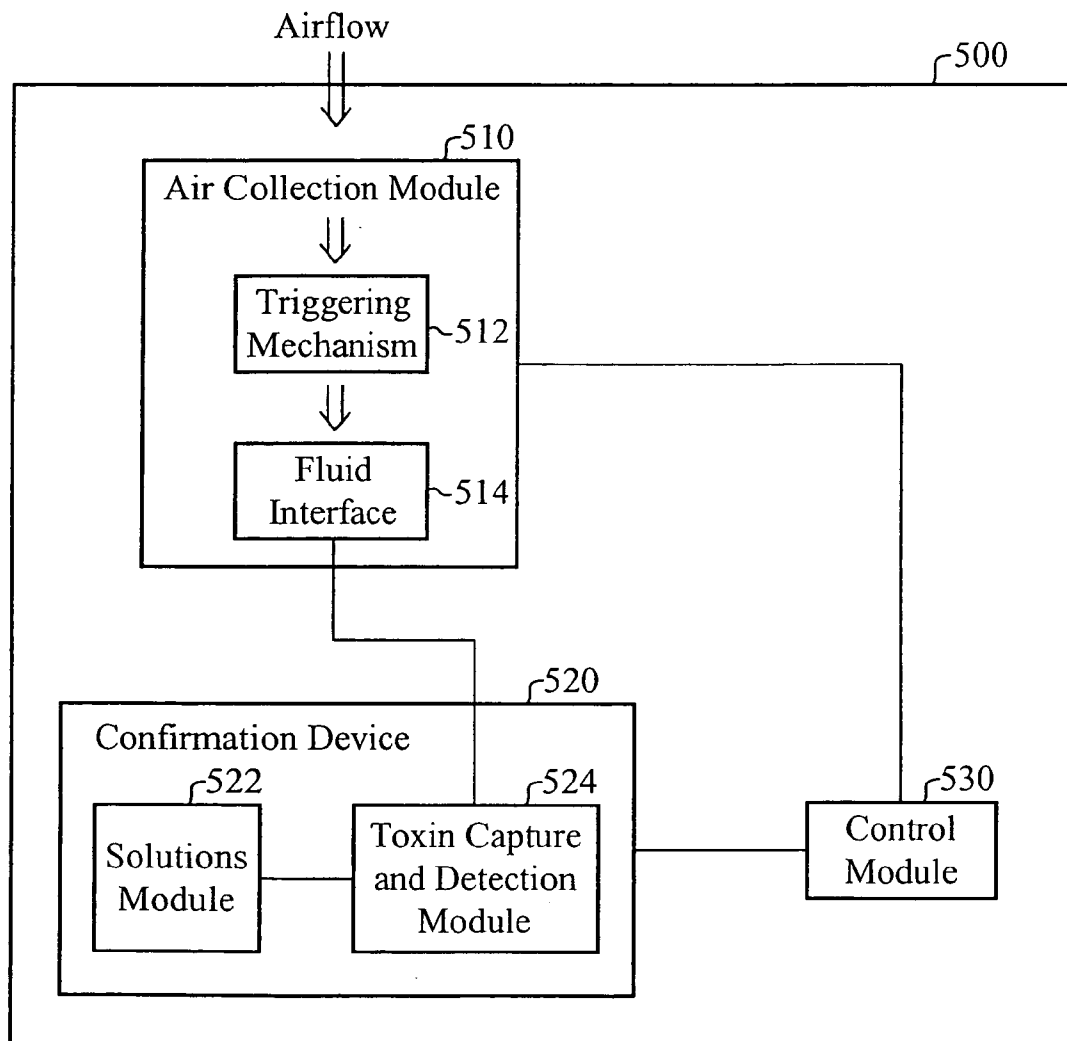 Airflow
500
510
Air Collection Module
Triggering
Mechanism
512
Fluid
Interface
514
520
Confirmation Device
522
524
530
Solutions
Module
Toxin Capture
and Detection
Module
Control
Module